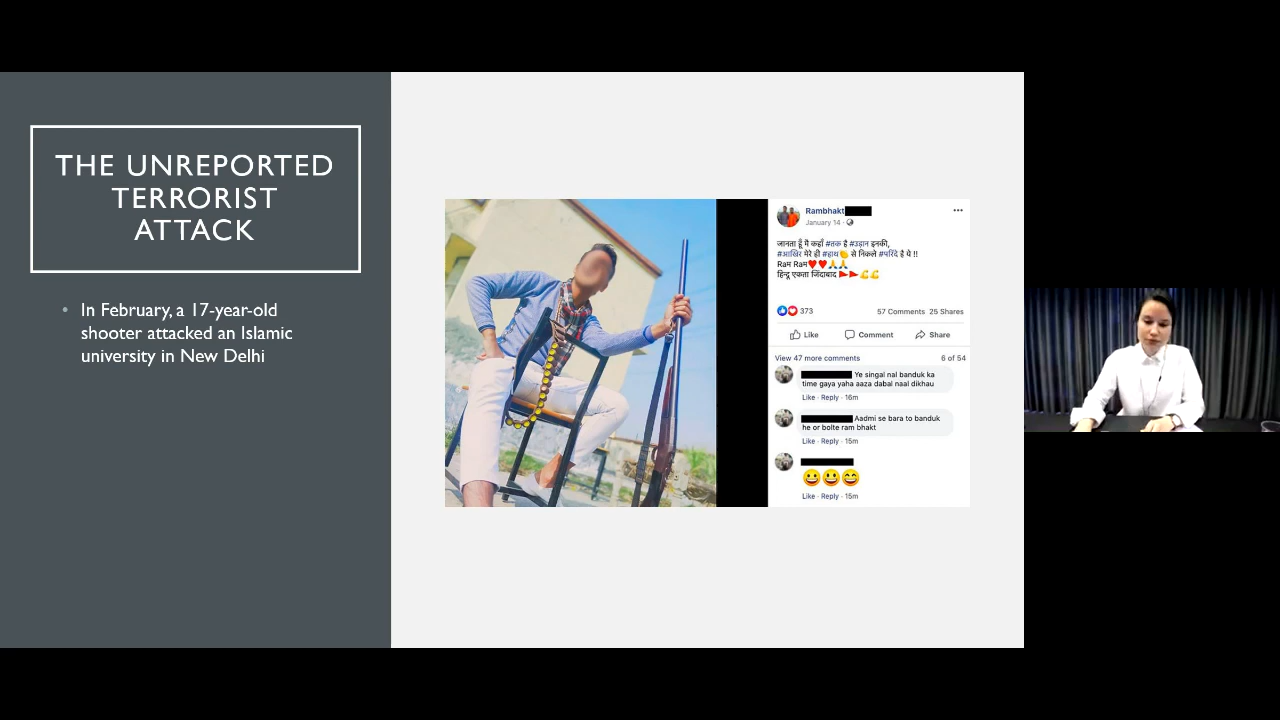 THE UNREPORTED
TERRORIST
ATTACK
• In February, a 17-year-old
shooter attacked an Islamic
university in New Delhi
Rambhakt
January 14 ·
जानता हूँ मै कहाँ #तक है #उड़ान इनकी,
#आखिर मेरे ही #हाथ👏 से निकले #परिंदे है ये !!
Ram Ram❤️❤️🙏🙏
हिन्दू एकता जिंदाबाद 🚩🚩💪💪
373
57 Comments 25 Shares
Like Comment Share
View 47 more comments 6 of 54
Ye singal nal banduk ka
time gaya yaha aaza dabal naal dikhau
Like · Reply · 16m
Aadmi se bara to banduk
he or bolte ram bhakt
Like · Reply · 15m
😀😃😄
Like · Reply · 15m